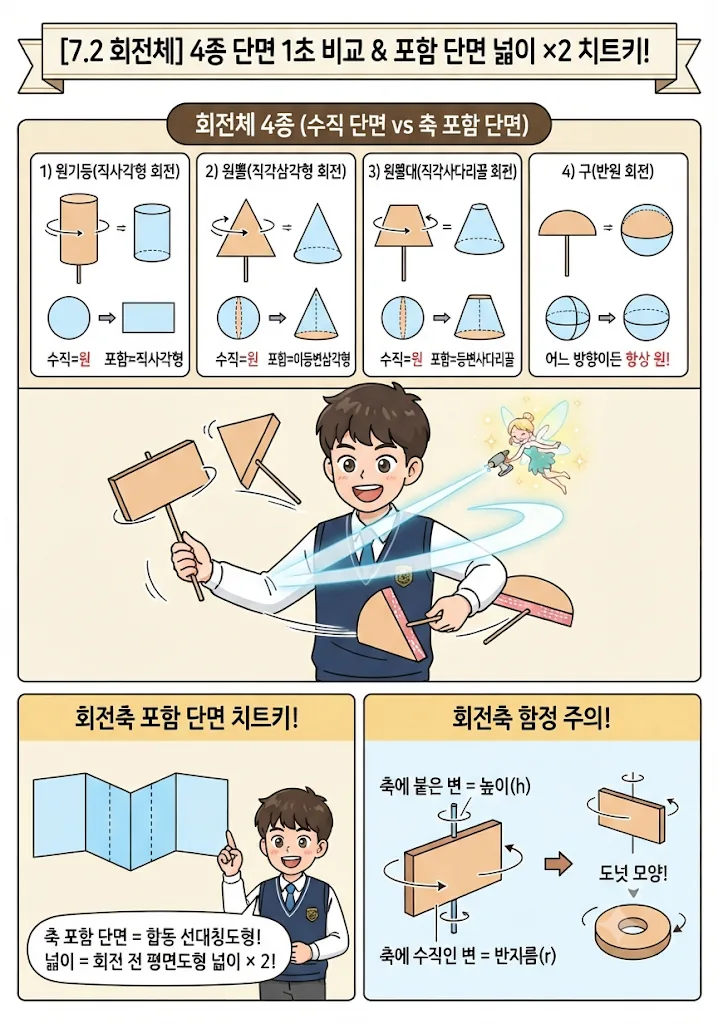 [7.2 회전체] 4종 단면 1초 비교 & 포함 단면 넓이 ×2 치트키!
회전체 4종 (수직 단면 vs 축 포함 단면)
1) 원기둥(직사각형 회전)
수직=원 포함=직사각형
2) 원뿔(직각삼각형 회전)
수직=원 포함=이등변삼각형
3) 원뿔대(직각사다리꼴 회전)
수직=원 포함=등변사다리꼴
4) 구(반원 회전)
어느 방향이든 항상 원!
회전축 포함 단면 치트키!
축 포함 단면 = 합동 선대칭도형!
넓이 = 회전 전 평면도형 넓이 × 2!
회전축 함정 주의!
축에 붙은 변 = 높이(h)
축에 수직인 변 = 반지름(r)
도넛 모양!